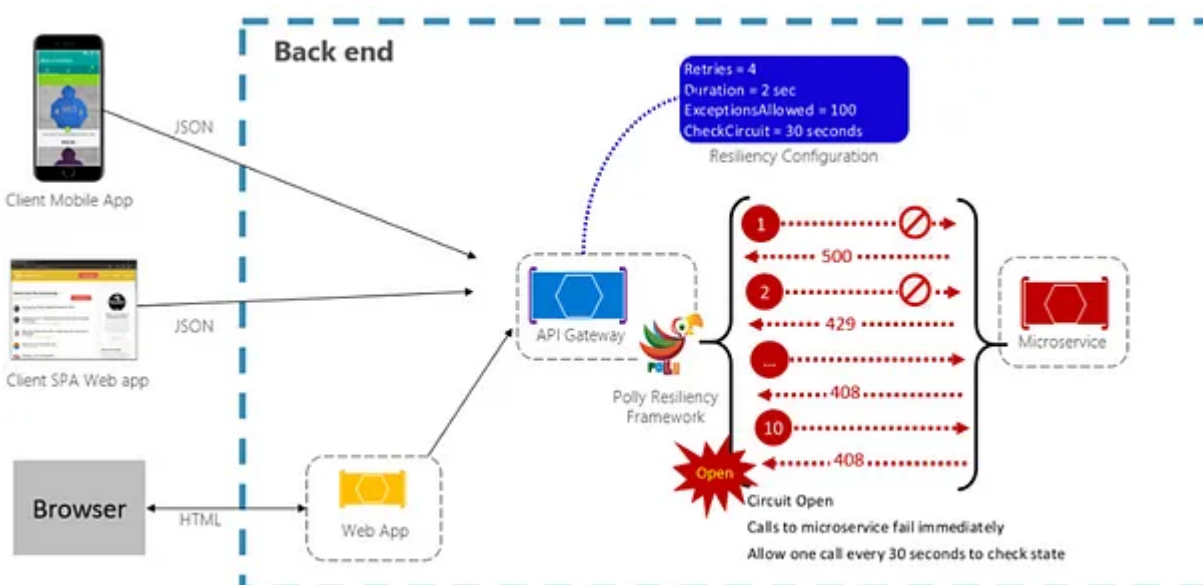 Back end
Retries = 4
Duration = 2 sec
ExceptionsAllowed = 100
CheckCircuit = 30 seconds
Resiliency Configuration
JSON
Client Mobile App
1
500
2
429
...
408
10
408
API Gateway
Polly
Polly Resiliency
Framework
Microservice
JSON
Client SPA Web app
Browser
HTML
Web App
Open
Circuit Open
Calls to microservice fail immediately
Allow one call every 30 seconds to check state